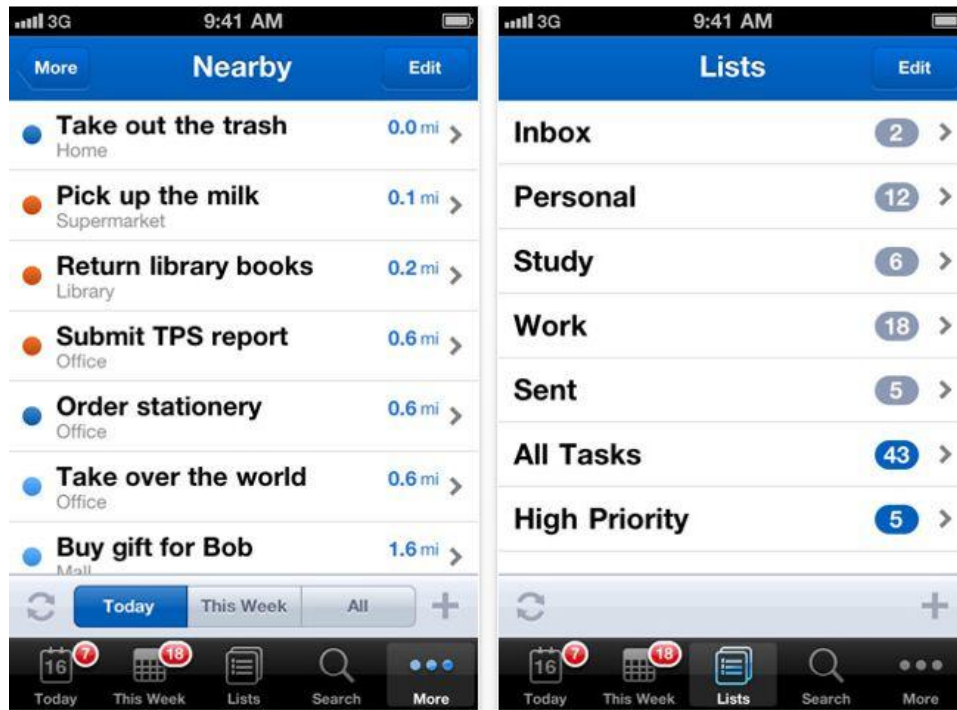 3G 9:41 AM
More Nearby Edit
Take out the trash 0.0 mi
Home
Pick up the milk 0.1 mi
Supermarket
Return library books 0.2 mi
Library
Submit TPS report 0.6 mi
Office
Order stationery 0.6 mi
Office
Take over the world 0.6 mi
Office
Buy gift for Bob 1.6 mi
Mall
Today This Week All
16 7 18
Today This Week Lists Search More
3G 9:41 AM
Lists Edit
Inbox 2
Personal 12
Study 6
Work 18
Sent 5
All Tasks 43
High Priority 5
16 7 18
Today This Week Lists Search More